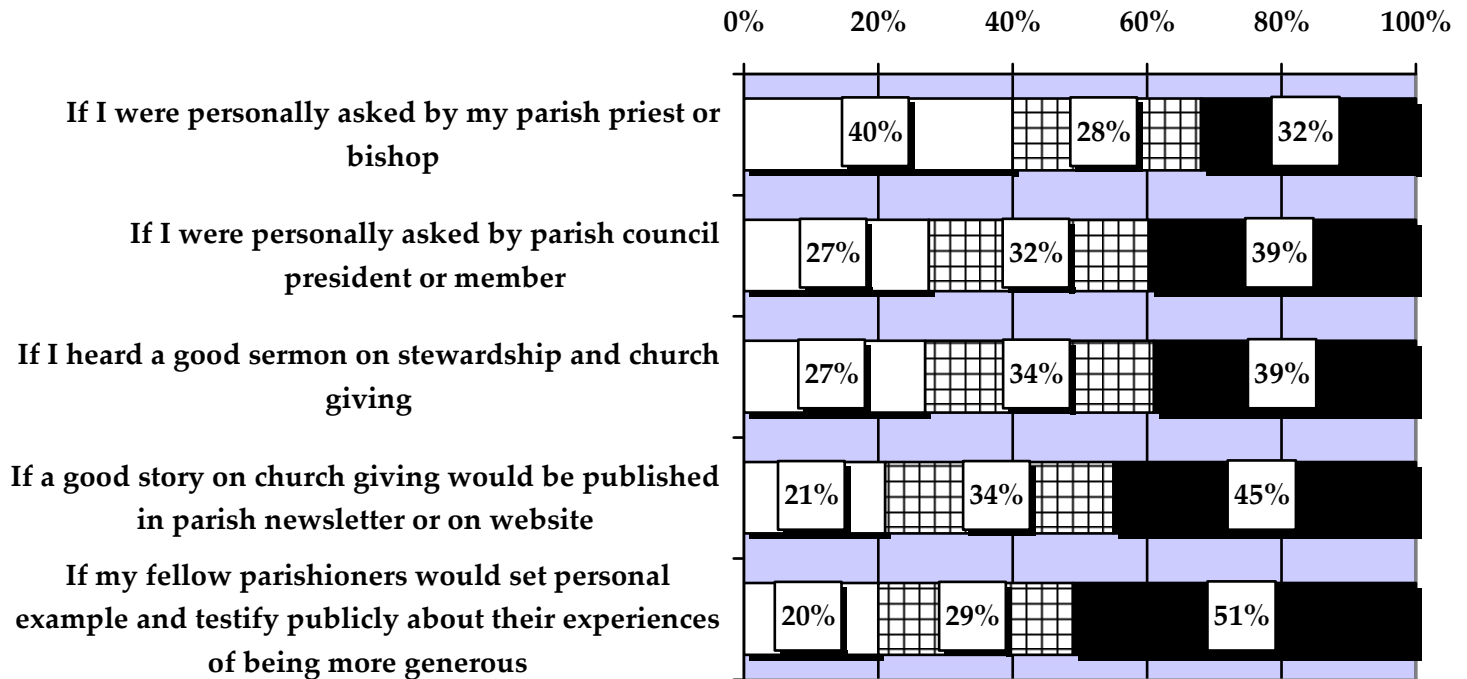 0% 20% 40% 60% 80% 100%
If I were personally asked by my parish priest or
bishop
40% 28% 32%
If I were personally asked by parish council
president or member
27% 32% 39%
If I heard a good sermon on stewardship and church
giving
27% 34% 39%
If a good story on church giving would be published
in parish newsletter or on website
21% 34% 45%
If my fellow parishioners would set personal
example and testify publicly about their experiences
of being more generous
20% 29% 51%